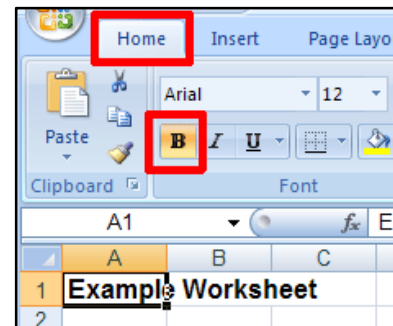 Home Insert Page Layo
Arial 12
Paste
B I U
Clipboard Font
A1 fx E
A B C
1 Example Worksheet
2